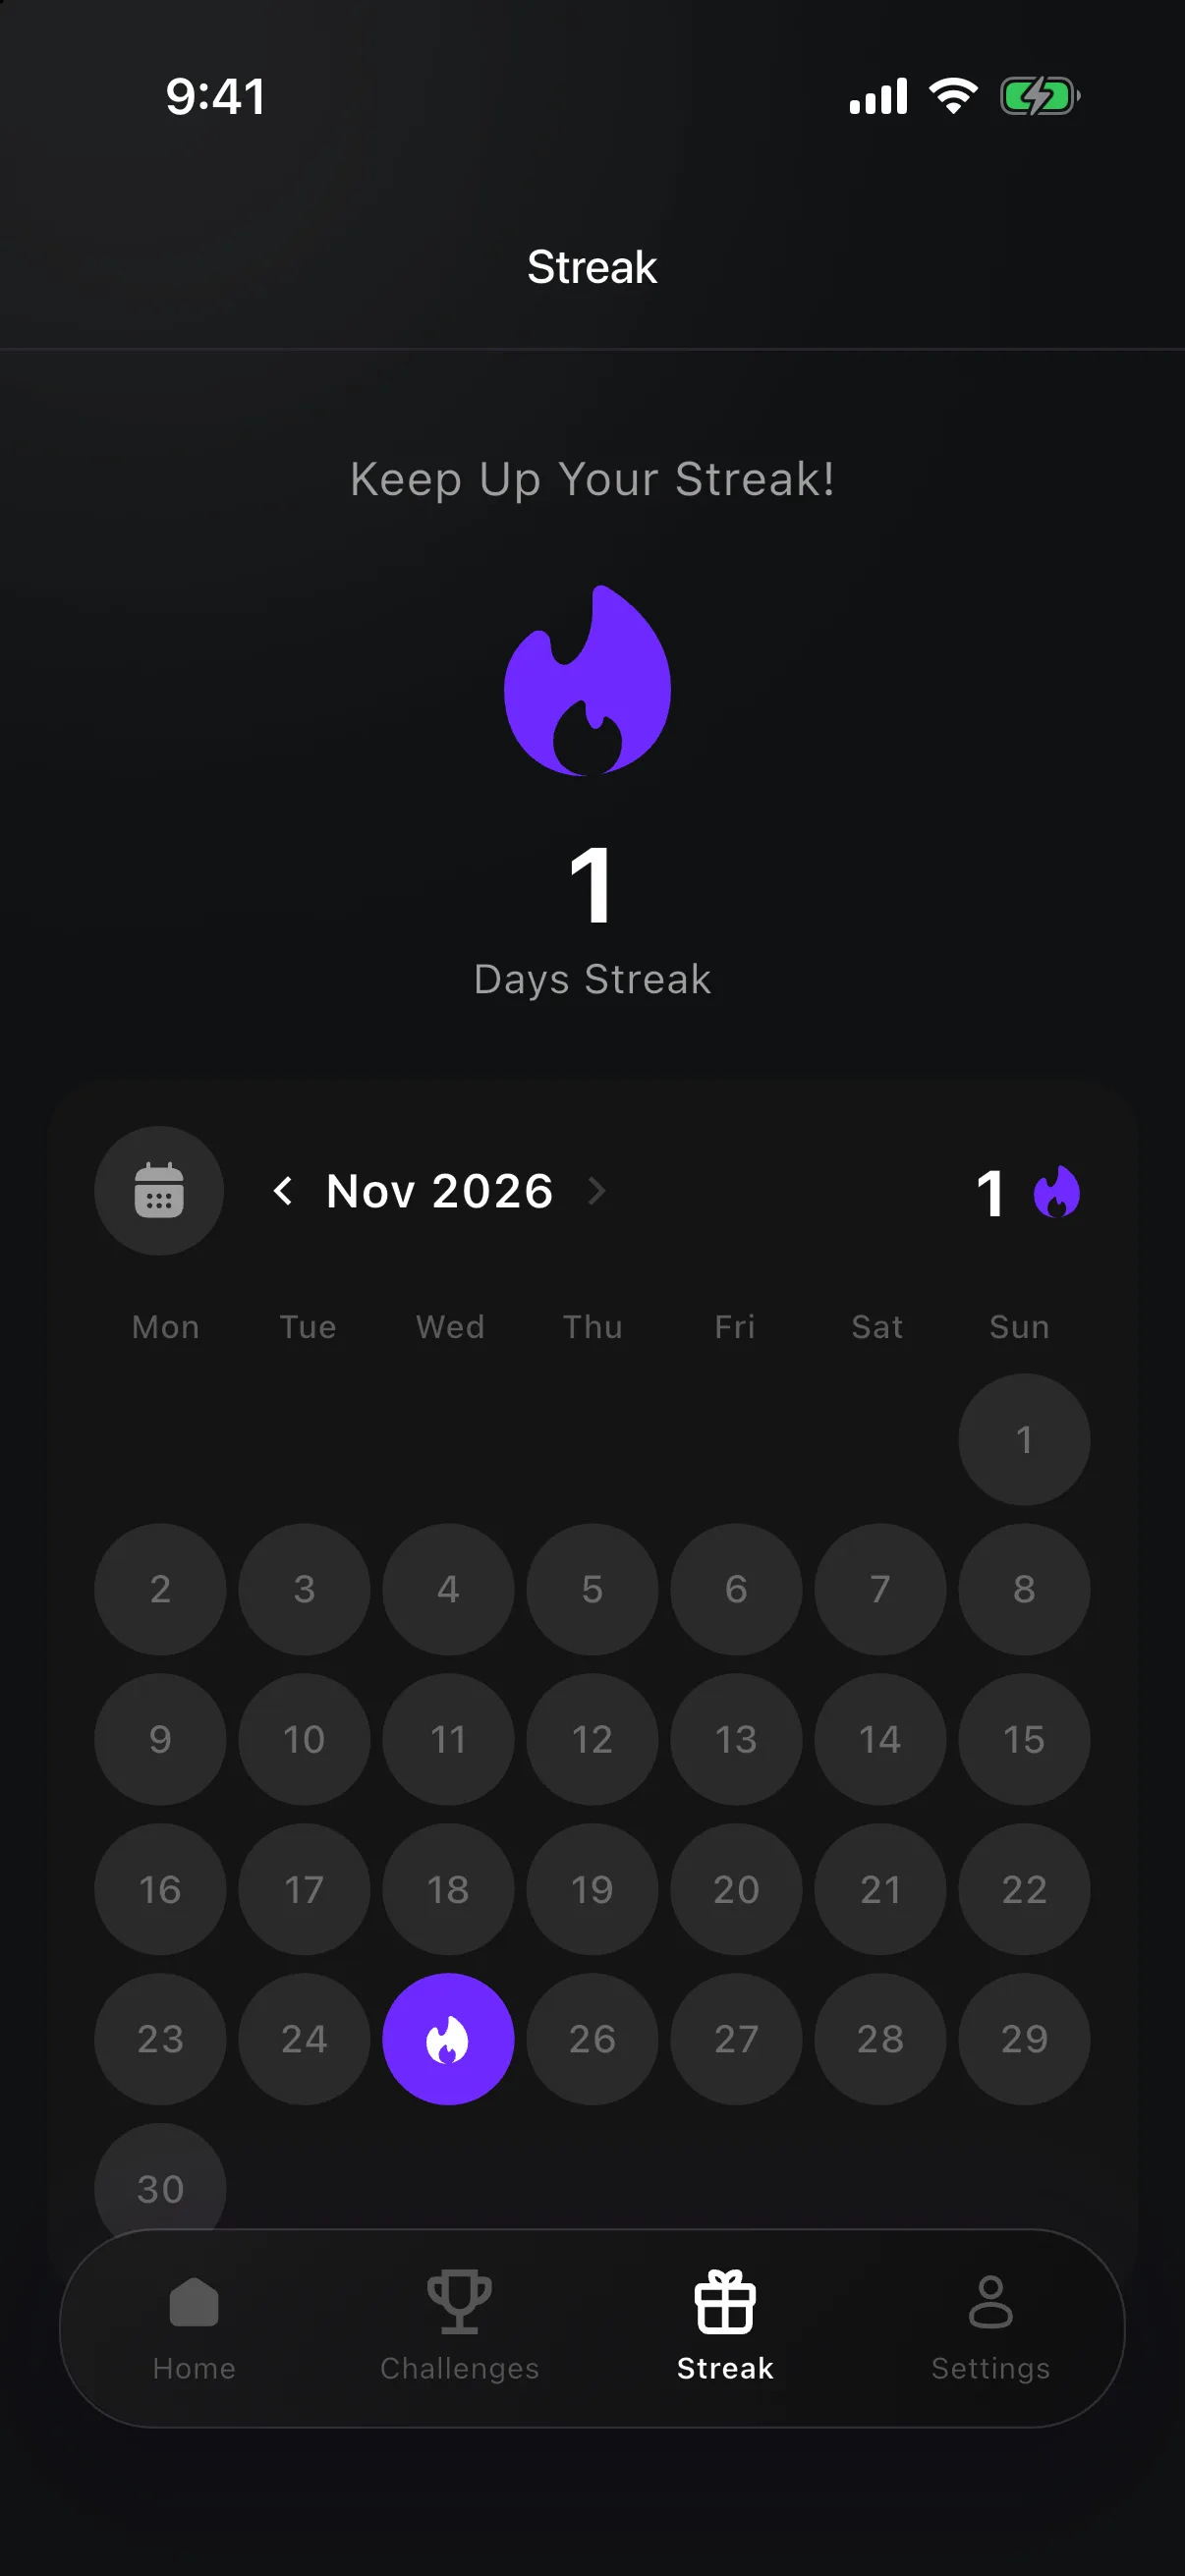 9:41
Streak
Keep Up Your Streak!
1
Days Streak
Nov 2026 1
Mon Tue Wed Thu Fri Sat Sun
1
2 3 4 5 6 7 8
9 10 11 12 13 14 15
16 17 18 19 20 21 22
23 24 26 27 28 29
30
Home Challenges Streak Settings